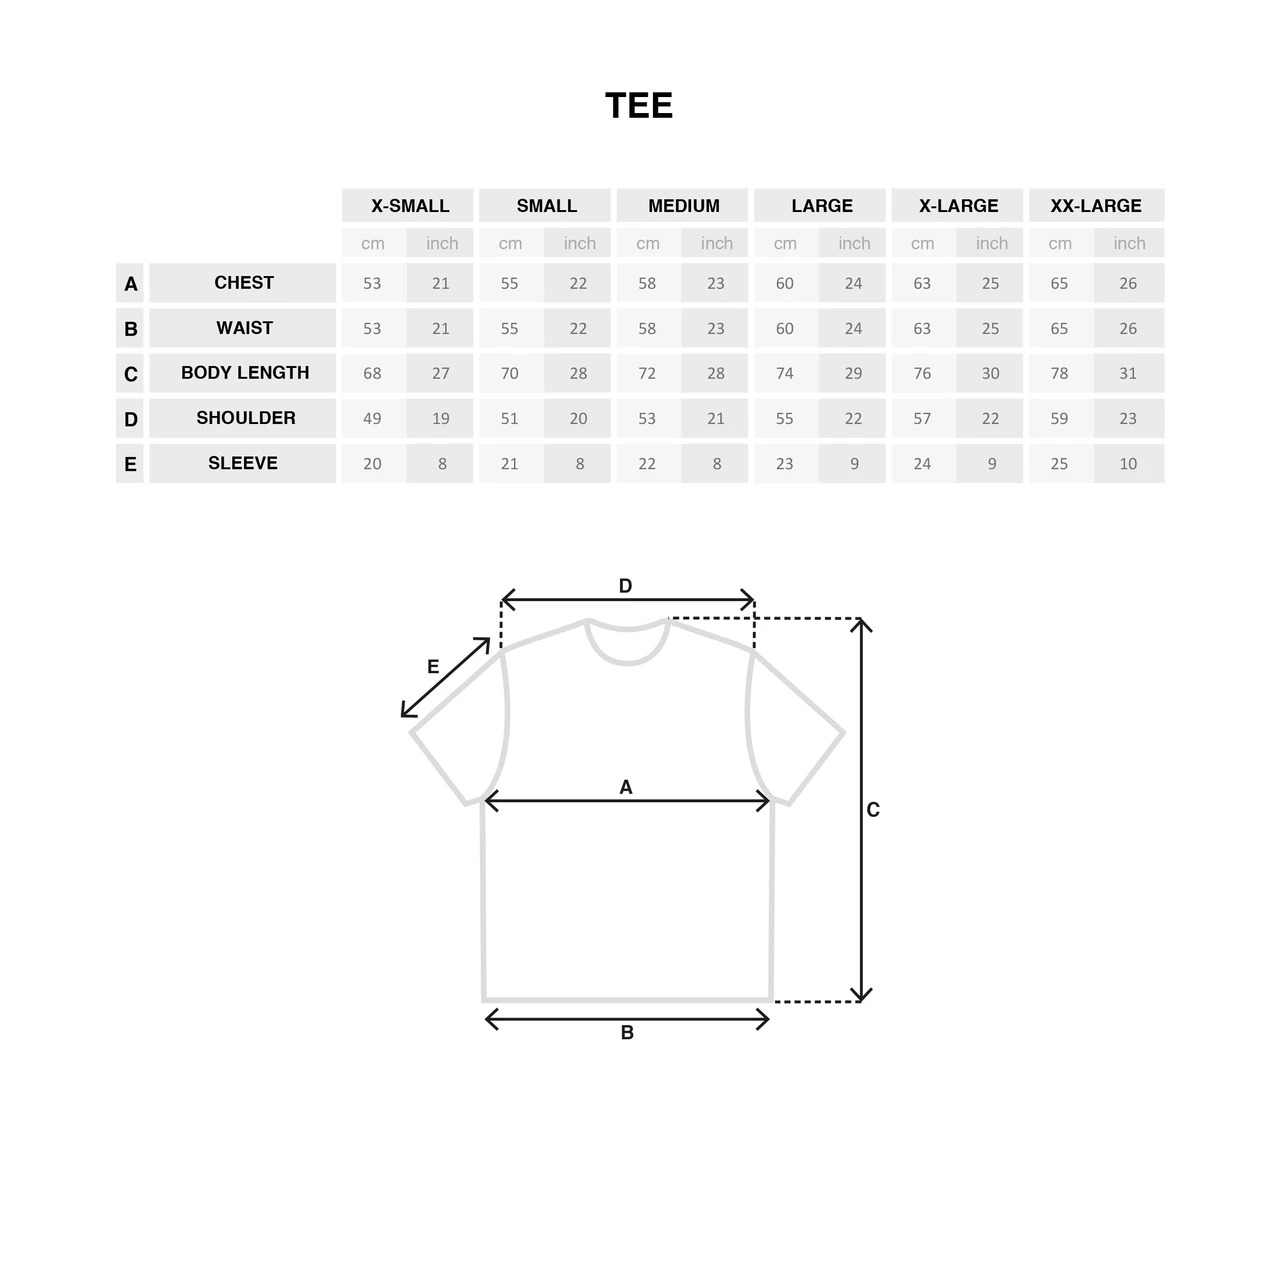 TEE
X-SMALL SMALL MEDIUM LARGE X-LARGE XX-LARGE
cm inch cm inch cm inch cm inch cm inch cm inch
A CHEST 53 21 55 22 58 23 60 24 63 25 65 26
B WAIST 53 21 55 22 58 23 60 24 63 25 65 26
C BODY LENGTH 68 27 70 28 72 28 74 29 76 30 78 31
D SHOULDER 49 19 51 20 53 21 55 22 57 22 59 23
E SLEEVE 20 8 21 8 22 8 23 9 24 9 25 10
D
E
A
C
B